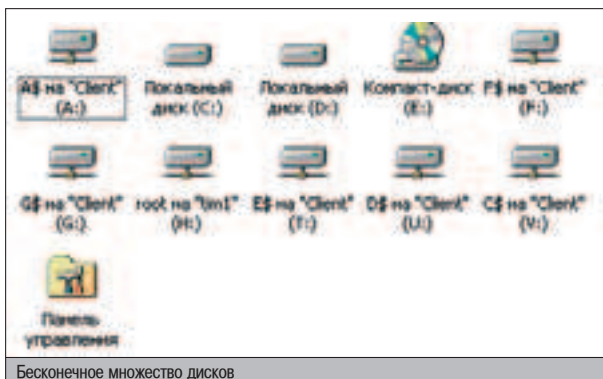 A$ на "Client" (A:)
Локальный диск (C:)
Локальный диск (D:)
Компакт-диск (E:)
F$ на "Client" (F:)
G$ на "Client" (G:)
root на "tim1" (H:)
E$ на "Client" (T:)
D$ на "Client" (U:)
C$ на "Client" (V:)
Панель управления
Бесконечное множество дисков